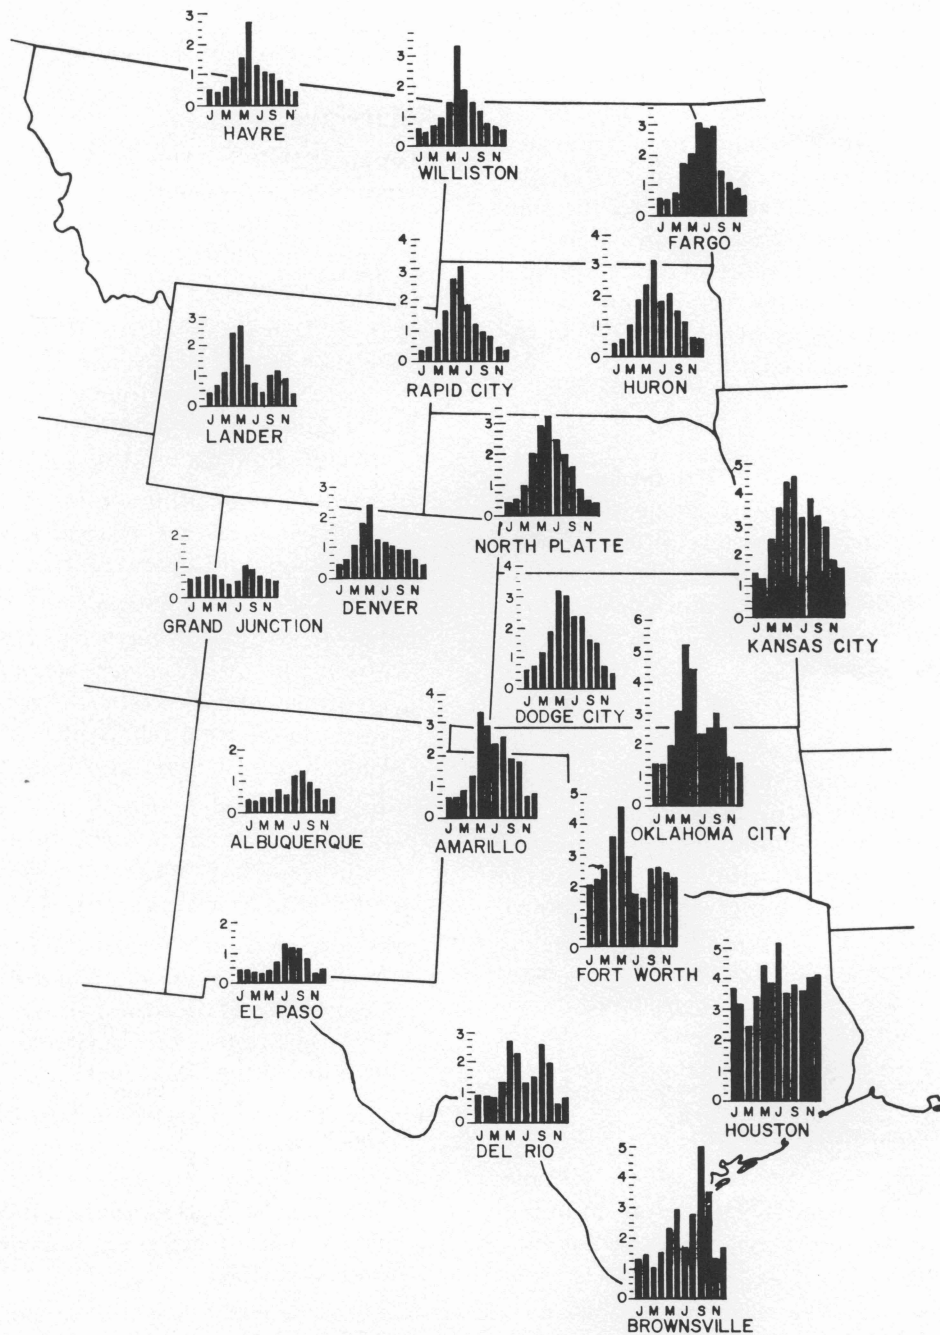 3
2
1
0
J M M J S N
HAVRE
3
2
1
0
J M M J S N
WILLISTON
3
2
1
0
J M M J S N
FARGO
4
3
2
1
0
J M M J S N
RAPID CITY
4
3
2
1
0
J M M J S N
HURON
3
2
1
0
J M M J S N
LANDER
3
2
1
0
J M M J S N
NORTH PLATTE
5
4
3
2
1
0
J M M J S N
KANSAS CITY
3
2
1
0
J M M J S N
DENVER
2
1
0
J M M J S N
GRAND JUNCTION
4
3
2
1
0
J M M J S N
DODGE CITY
6
5
4
3
2
1
0
J M M J S N
OKLAHOMA CITY
4
3
2
1
0
J M M J S N
AMARILLO
2
1
0
J M M J S N
ALBUQUERQUE
5
4
3
2
1
0
J M M J S N
FORT WORTH
2
1
0
J M M J S N
EL PASO
5
4
3
2
1
0
J M M J S N
HOUSTON
3
2
1
0
J M M J S N
DEL RIO
5
4
3
2
1
0
J M M J S N
BROWNSVILLE